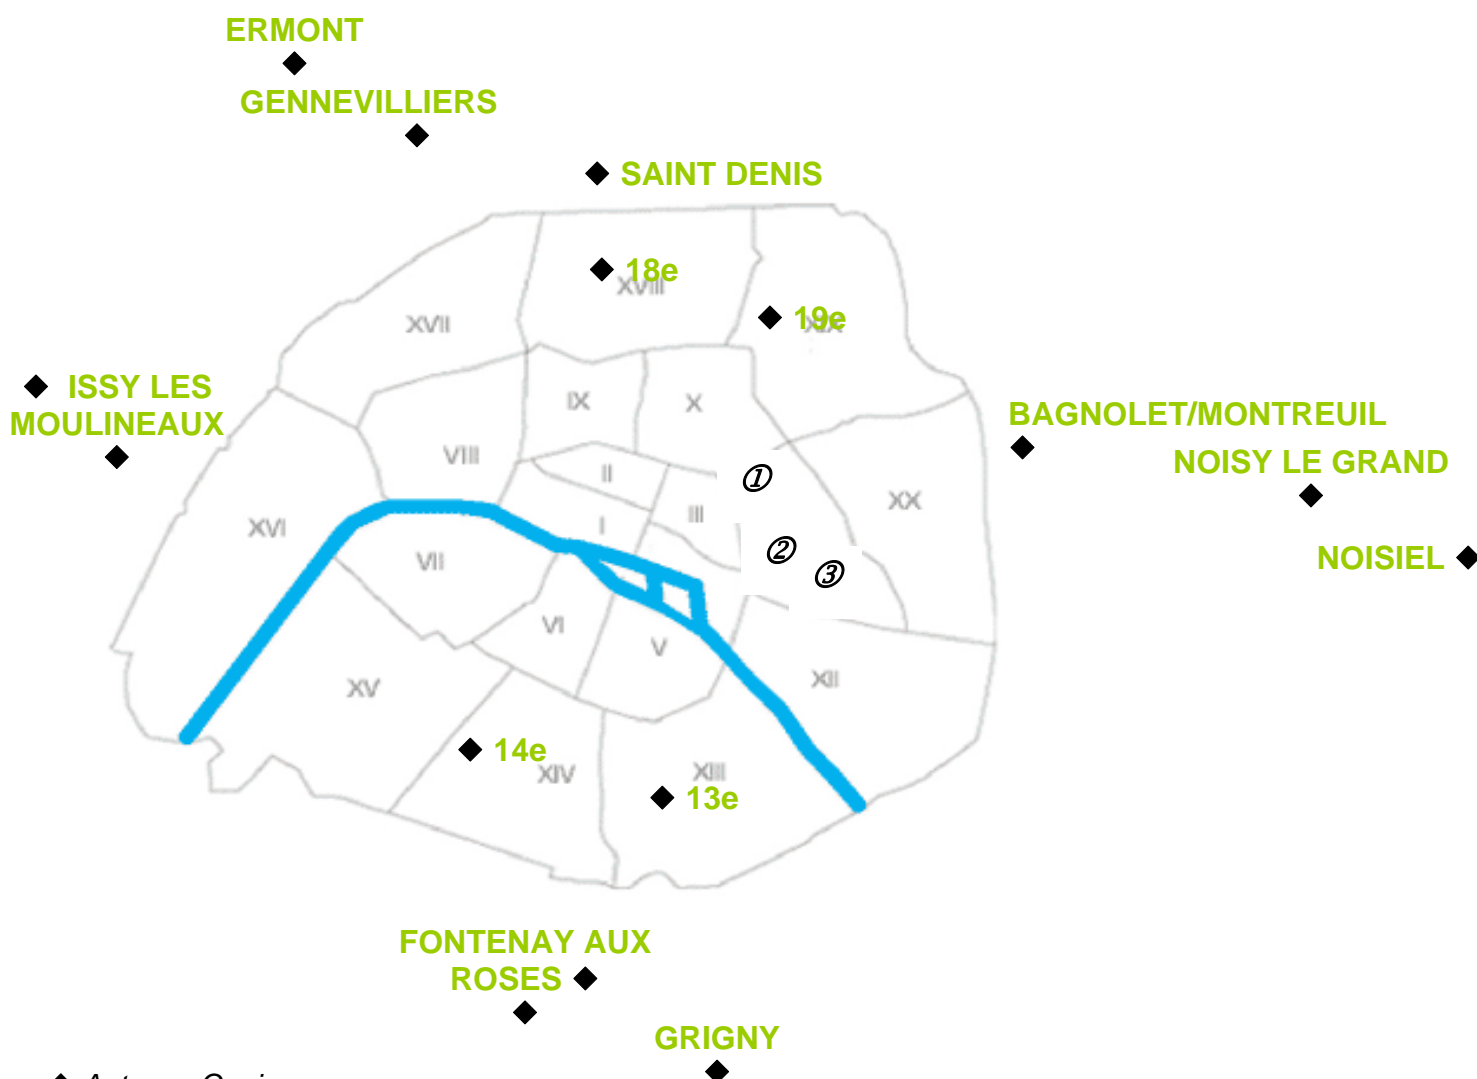 ERMONT
GENNEVILLIERS
SAINT DENIS
18e
XVIII
19e
XIX
XVII
ISSY LES
MOULINEAUX
IX
X
BAGNOLET/MONTREUIL
NOISY LE GRAND
VIII
II
①
XX
III
I
XVI
②
VII
③
NOISIEL
VI
V
XV
XII
14e
XIV
XIII
13e
FONTENAY AUX
ROSES
GRIGNY